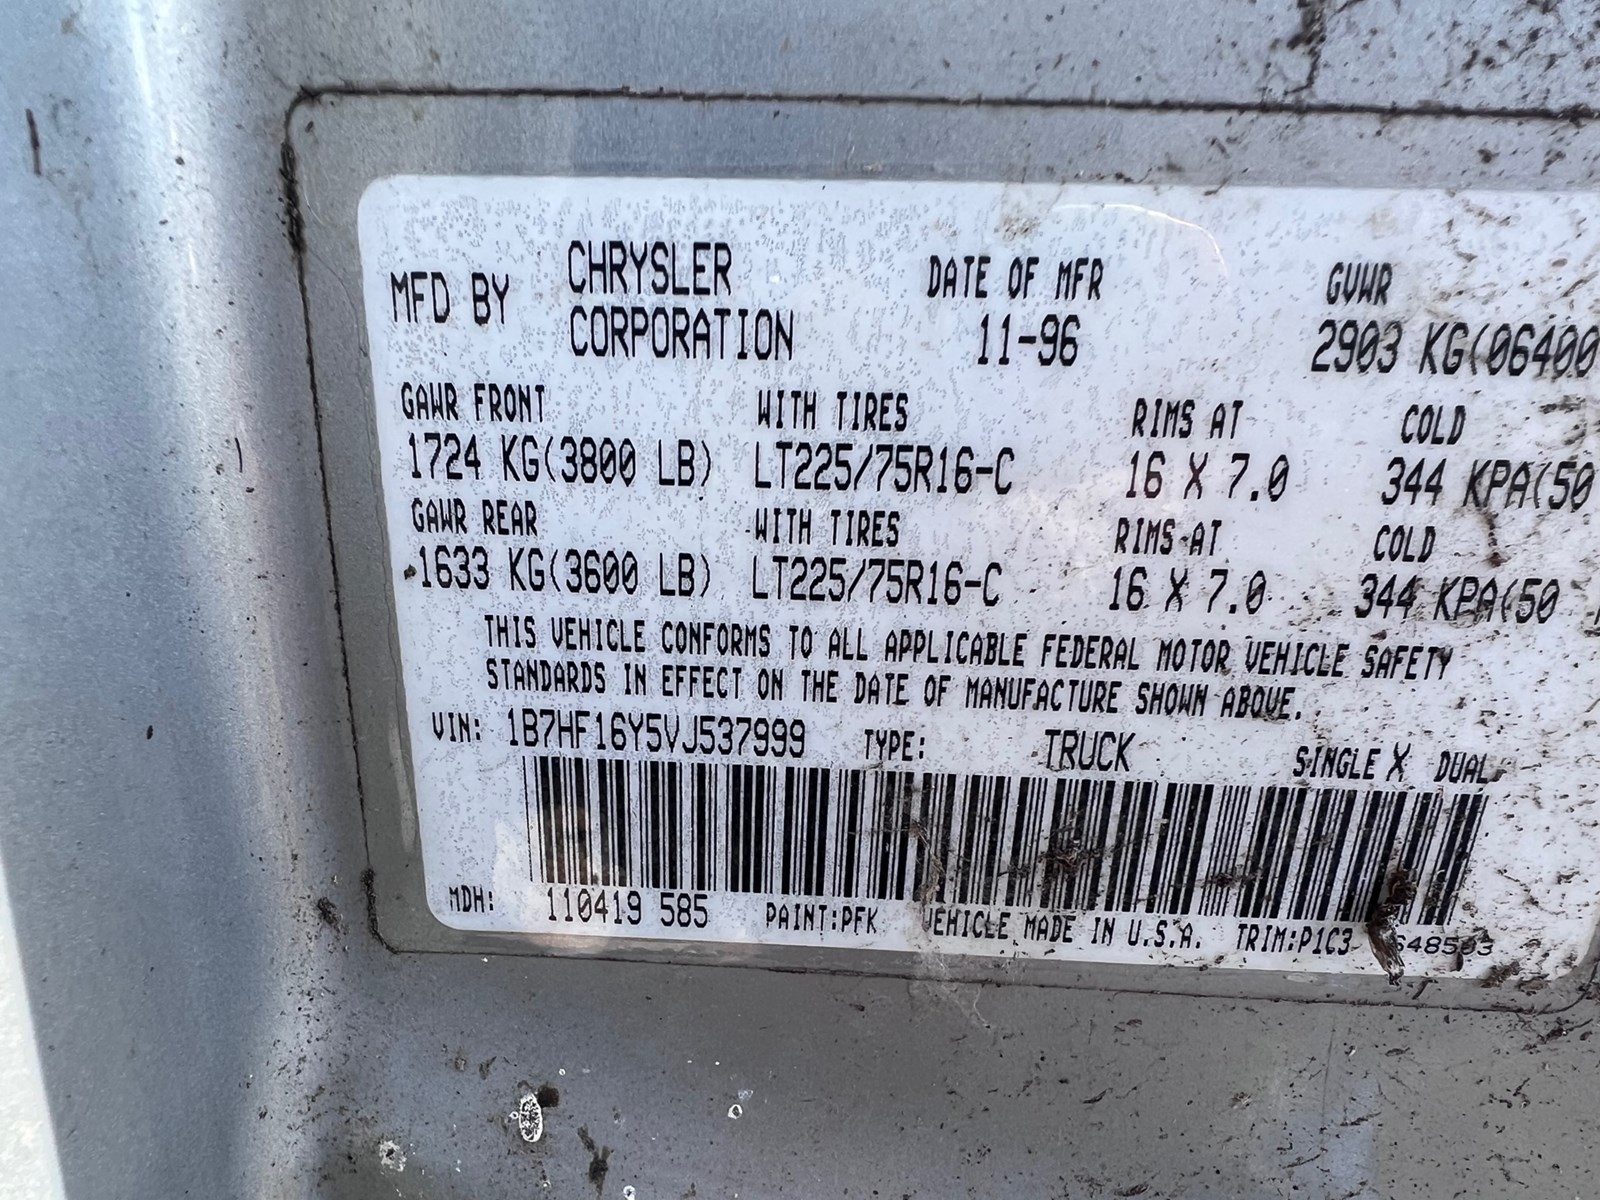 MFD BY CHRYSLER CORPORATION DATE OF MFR 11-96 GVWR 2903 KG(06400
GAWR FRONT WITH TIRES RIMS AT COLD
1724 KG(3800 LB) LT225/75R16-C 16 X 7.0 344 KPA(50
GAWR REAR WITH TIRES RIMS AT COLD
1633 KG(3600 LB) LT225/75R16-C 16 X 7.0 344 KPA(50
THIS VEHICLE CONFORMS TO ALL APPLICABLE FEDERAL MOTOR VEHICLE SAFETY
STANDARDS IN EFFECT ON THE DATE OF MANUFACTURE SHOWN ABOVE.
VIN: 1B7HF16Y5VJ537999 TYPE: TRUCK SINGLE X DUAL
MDH: 110419 585 PAINT:PFK VEHICLE MADE IN U.S.A. TRIM:P1C3